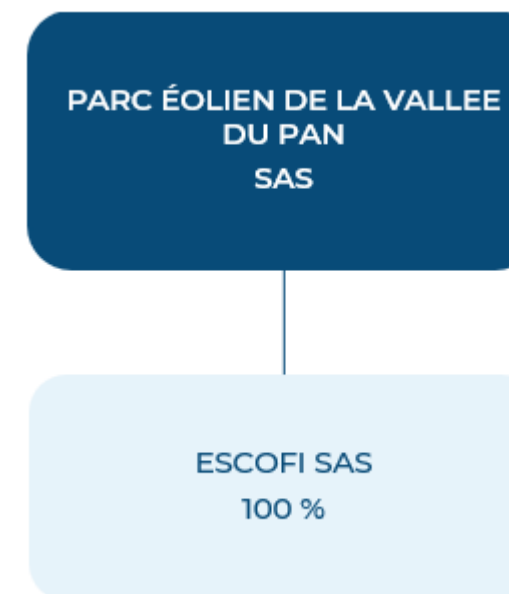 PARC ÉOLIEN DE LA VALLEE
DU PAN
SAS
ESCOFI SAS
100 %